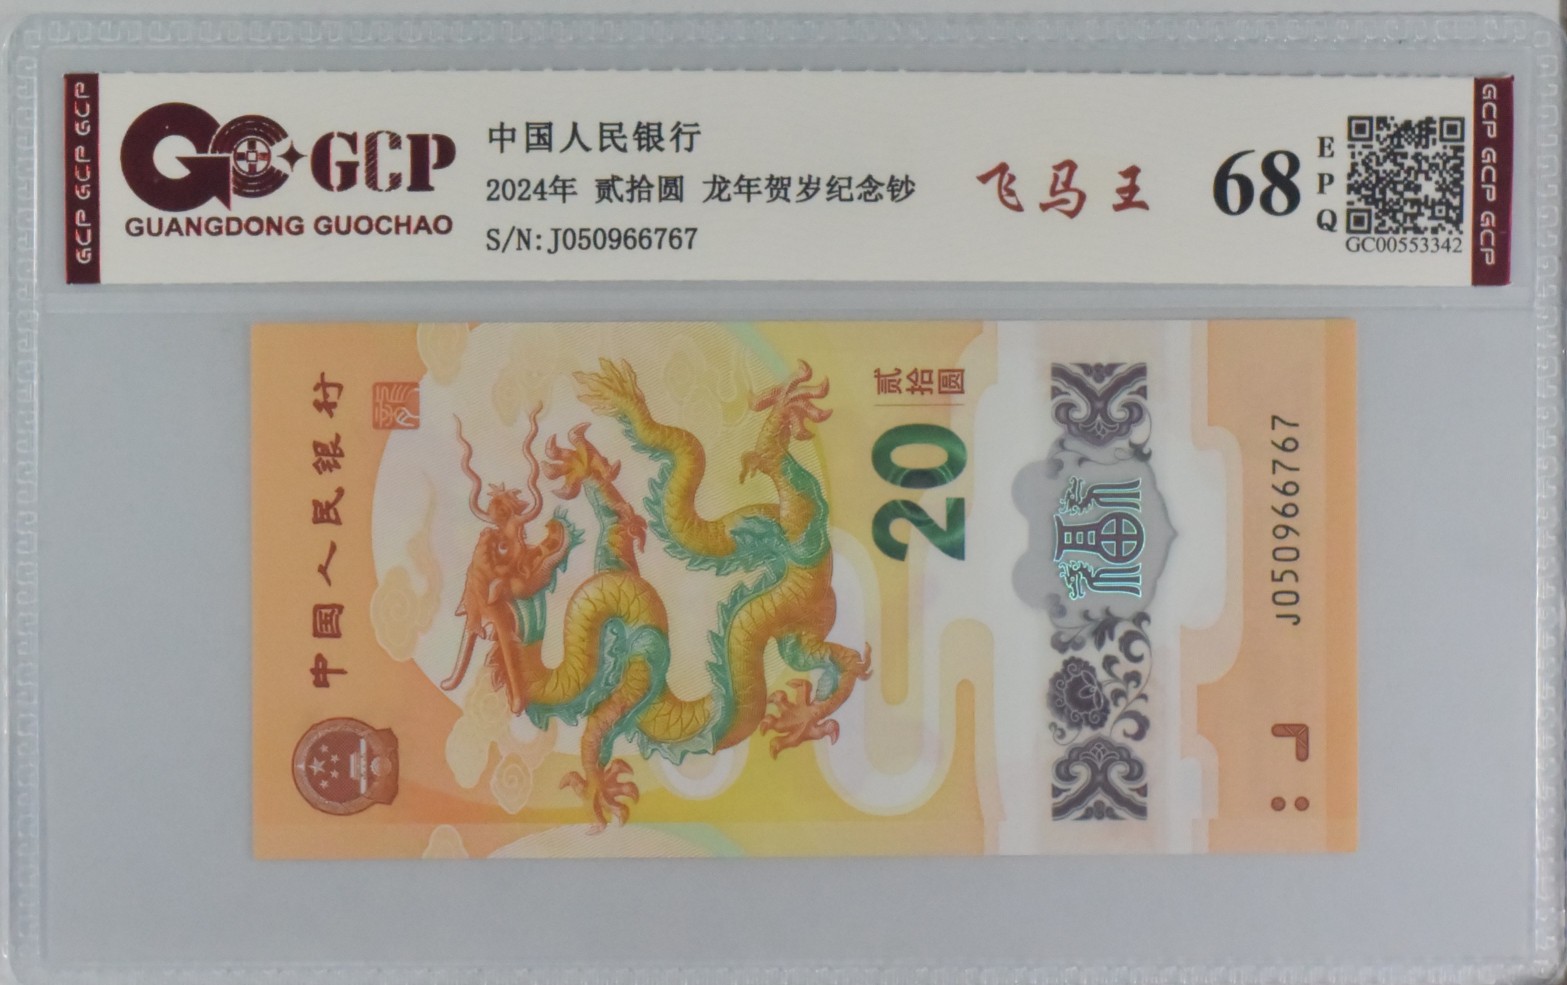 GCP GCP GCP
GCP
GUANGDONG GUOCHAO
中国人民银行
2024年 贰拾圆 龙年贺岁纪念钞
S/N:J050966767
飞马王
68
EPQ
GC00553342
GCP GCP GCP
中国人民银行
贰拾圆
20
J050966767